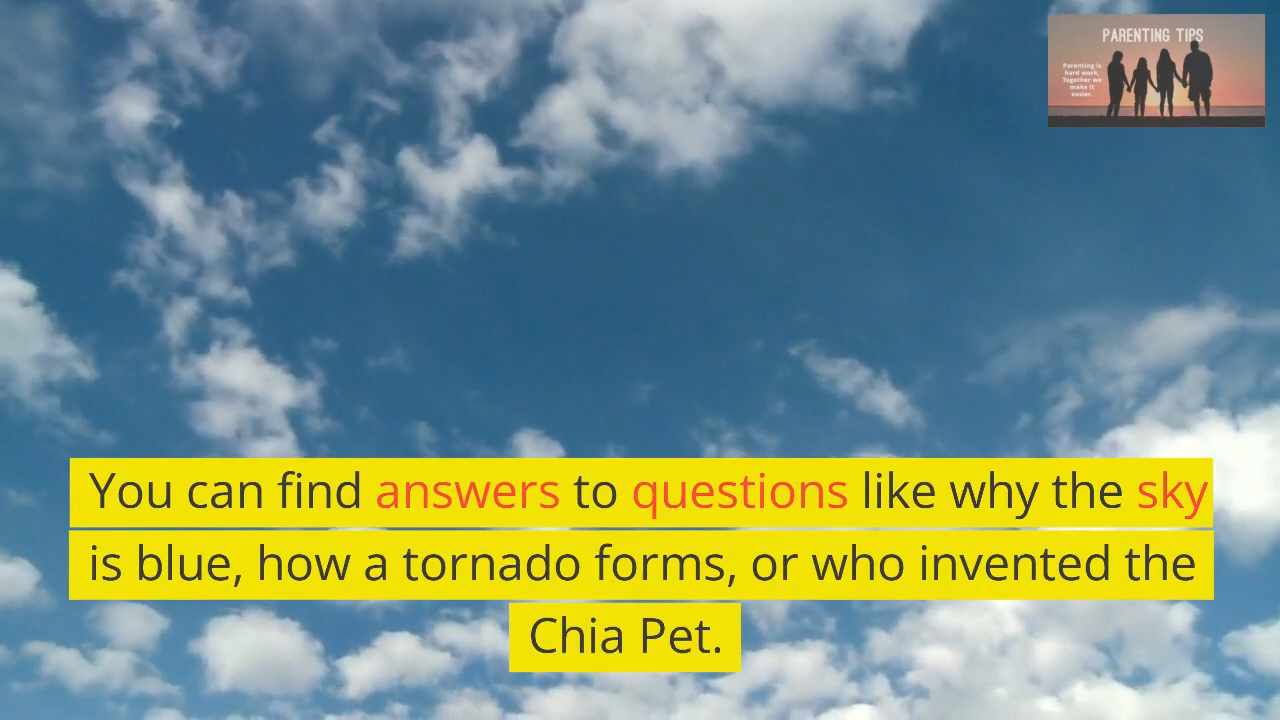 PARENTING TIPS
Parenting is
hard work,
Together we
make it
easier.
You can find answers to questions like why the sky
is blue, how a tornado forms, or who invented the
Chia Pet.